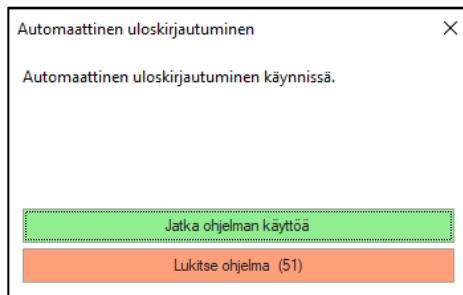 Automaattinen uloskirjautuminen
Automaattinen uloskirjautuminen käynnissä.
Jatka ohjelman käyttöä
Lukitse ohjelma (51)